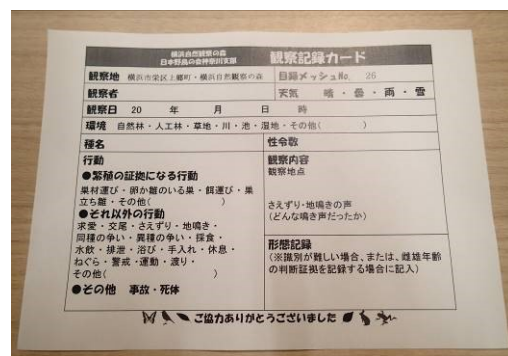 横浜自然観察の森
日本野鳥の会神奈川支部
観察記録カード
観察地 横浜市栄区上郷町・横浜自然観察の森
目録メッシュNo. 26
観察者
天気 晴・曇・雨・雪
観察日 20 年 月 日 時
環境 自然林・人工林・草地・川・池・湿地・その他( )
種名
性令数
行動
●繁殖の証拠になる行動
巣材運び・卵か雛のいる巣・餌運び・巣
立ち雛・その他( )
●それ以外の行動
求愛・交尾・さえずり・地鳴き・
同種の争い・異種の争い・採食・
水飲・排泄・浴び・手入れ・休息・
ねぐら・警戒・運動・渡り・
その他( )
●その他 事故・死体
観察内容
観察地点
さえずり・地鳴きの声
(どんな鳴き声だったか)
形態記録
(※識別が難しい場合、または、雌雄年齢
の判断証拠を記録する場合に記入)
ご協力ありがとうございました